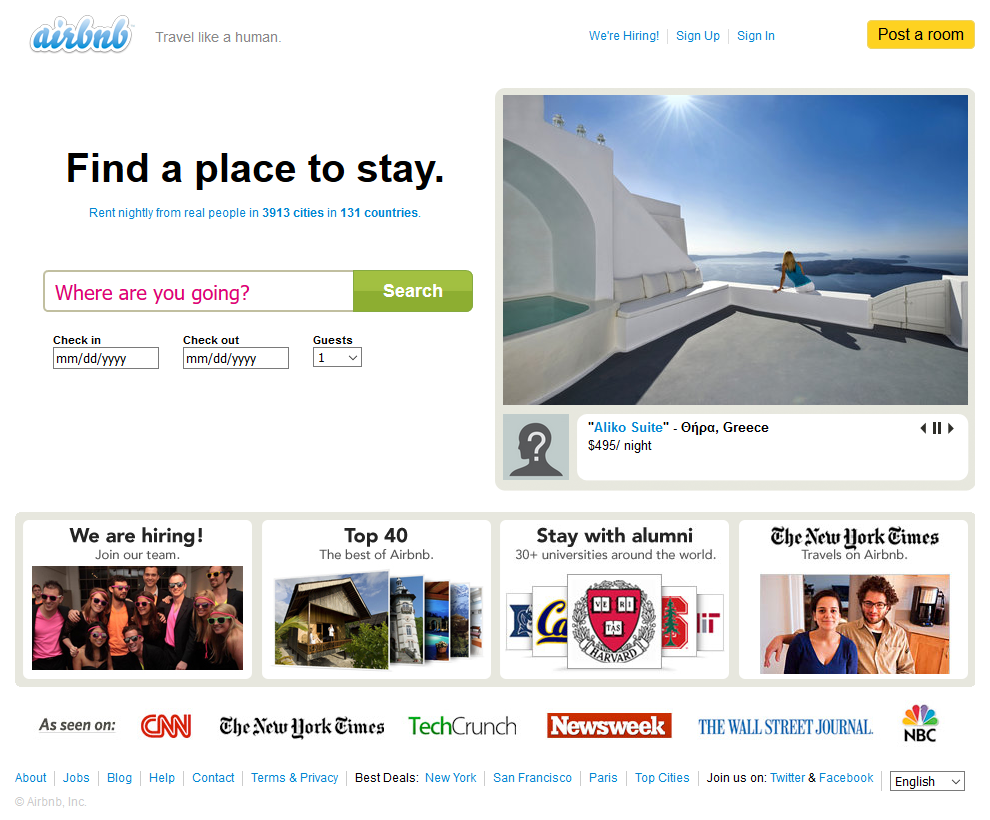 airbnb™
Travel like a human.
We're Hiring! Sign Up Sign In
Post a room
Find a place to stay.
Rent nightly from real people in 3913 cities in 131 countries.
Where are you going?
Search
Check in Check out Guests
mm/dd/yyyy mm/dd/yyyy 1
"Aliko Suite" - Θήρα, Greece
$495/ night
?
We are hiring!
Join our team.
Top 40
The best of Airbnb.
Stay with alumni
30+ universities around the world.
VE RI
TAS
HARVARD
Cal
S
IT
The New York Times
Travels on Airbnb.
As seen on: CNN The New York Times TechCrunch Newsweek THE WALL STREET JOURNAL. NBC
About Jobs Blog Help Contact Terms & Privacy Best Deals: New York San Francisco Paris Top Cities Join us on: Twitter & Facebook English
© Airbnb, Inc.